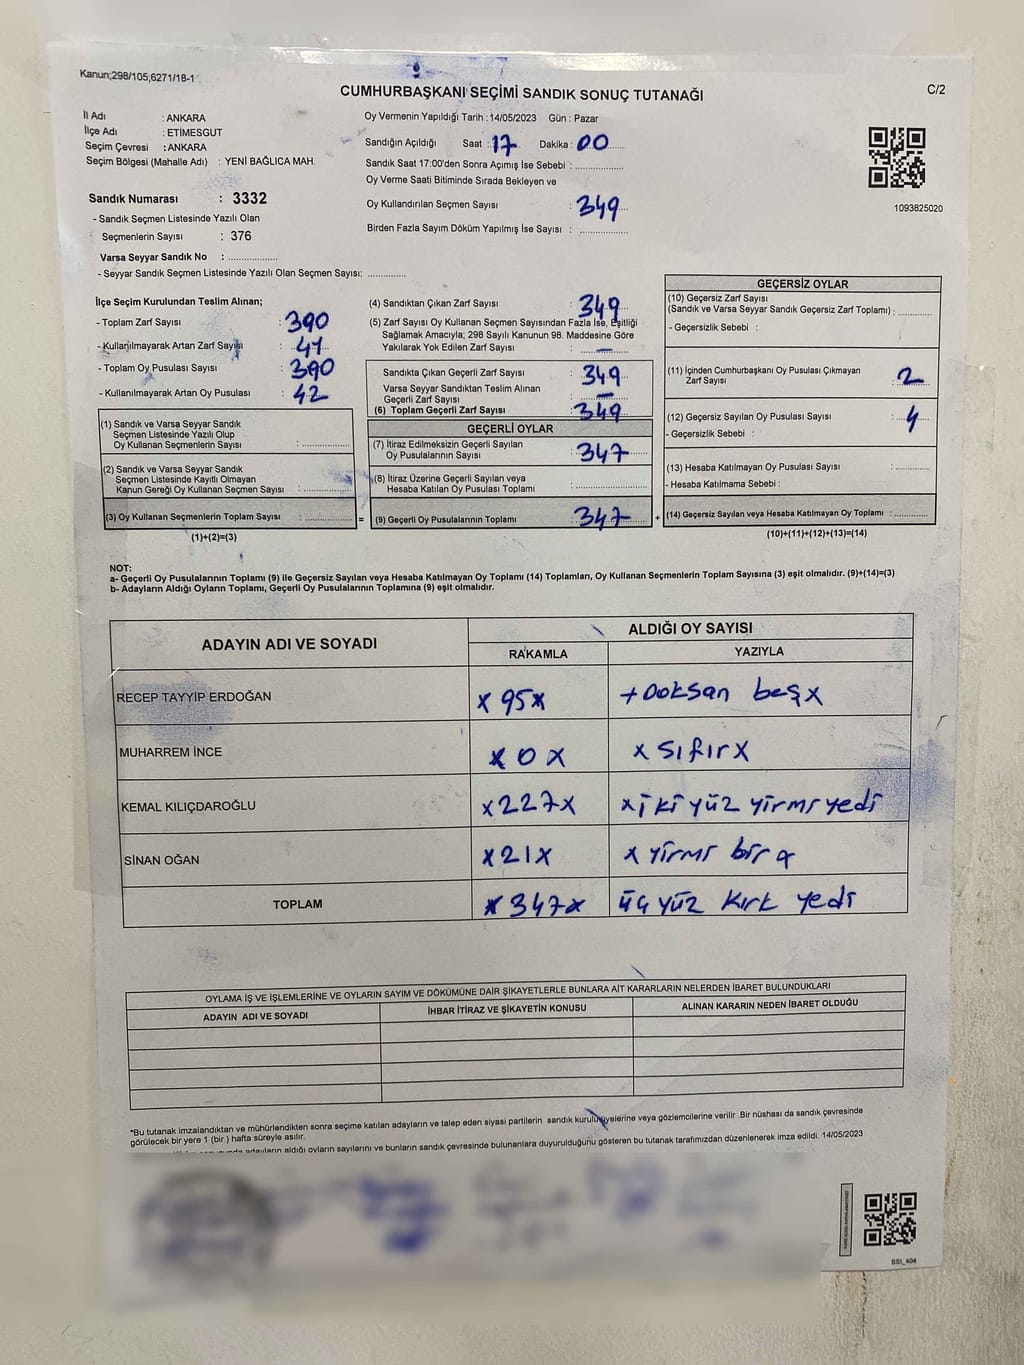 Kanun;298/105;6271/18-1
CUMHURBAŞKANI SEÇİMİ SANDIK SONUÇ TUTANAĞI
C/2
İl Adı : ANKARA
İlçe Adı : ETİMESGUT
Seçim Çevresi : ANKARA
Seçim Bölgesi (Mahalle Adı) : YENİ BAĞLICA MAH.
Oy Vermenin Yapıldığı Tarih : 14/05/2023 Gün : Pazar
Sandığın Açıldığı Saat : 17 Dakika : 00
Sandık Saat 17:00'den Sonra Açımış İse Sebebi :
Oy Verme Saati Bitiminde Sırada Bekleyen ve
Oy Kullandırılan Seçmen Sayısı : 349
Birden Fazla Sayım Döküm Yapılmış İse Sayısı :
1093825020
Sandık Numarası : 3332
- Sandık Seçmen Listesinde Yazılı Olan
Seçmenlerin Sayısı : 376
Varsa Seyyar Sandık No :
- Seyyar Sandık Seçmen Listesinde Yazılı Olan Seçmen Sayısı:
İlçe Seçim Kurulundan Teslim Alınan;
- Toplam Zarf Sayısı : 390
- Kullanılmayarak Artan Zarf Sayısı : 41
- Toplam Oy Pusulası Sayısı : 390
- Kullanılmayarak Artan Oy Pusulası : 42
(1) Sandık ve Varsa Seyyar Sandık
Seçmen Listesinde Yazılı Olup
Oy Kullanan Seçmenlerin Sayısı :
(2) Sandık ve Varsa Seyyar Sandık
Seçmen Listesinde Kayıtlı Olmayan
Kanun Gereği Oy Kullanan Seçmen Sayısı :
(3) Oy Kullanan Seçmenlerin Toplam Sayısı : =
(1)+(2)=(3)
(4) Sandıktan Çıkan Zarf Sayısı : 349
(5) Zarf Sayısı Oy Kullanan Seçmen Sayısından Fazla İse, Eşitliği
Sağlamak Amacıyla; 298 Sayılı Kanunun 98. Maddesine Göre
Yakılarak Yok Edilen Zarf Sayısı : —
Sandıkta Çıkan Geçerli Zarf Sayısı : 349
Varsa Seyyar Sandıktan Teslim Alınan
Geçerli Zarf Sayısı : —
(6) Toplam Geçerli Zarf Sayısı : 349
GEÇERLİ OYLAR
(7) İtiraz Edilmeksizin Geçerli Sayılan
Oy Pusulalarının Sayısı : 347
(8) İtiraz Üzerine Geçerli Sayılan veya
Hesaba Katılan Oy Pusulası Toplamı :
(9) Geçerli Oy Pusulalarının Toplamı : 347 +
GEÇERSİZ OYLAR
(10) Geçersiz Zarf Sayısı
(Sandık ve Varsa Seyyar Sandık Geçersiz Zarf Toplamı) :
- Geçersizlik Sebebi :
(11) İçinden Cumhurbaşkanı Oy Pusulası Çıkmayan
Zarf Sayısı : 2
(12) Geçersiz Sayılan Oy Pusulası Sayısı :
- Geçersizlik Sebebi :
(13) Hesaba Katılmayan Oy Pusulası Sayısı :
- Hesaba Katılmama Sebebi :
(14) Geçersiz Sayılan veya Hesaba Katılmayan Oy Toplamı :
(10)+(11)+(12)+(13)=(14)
NOT:
a- Geçerli Oy Pusulalarının Toplamı (9) ile Geçersiz Sayılan veya Hesaba Katılmayan Oy Toplamı (14) Toplamları, Oy Kullanan Seçmenlerin Toplam Sayısına (3) eşit olmalıdır. (9)+(14)=(3)
b- Adayların Aldığı Oyların Toplamı, Geçerli Oy Pusulalarının Toplamına (9) eşit olmalıdır.
ADAYIN ADI VE SOYADI
ALDIĞI OY SAYISI
RAKAMLA YAZIYLA
RECEP TAYYİP ERDOĞAN x 95 x + Doksan beş x
MUHARREM İNCE x 0 x x sıfır x
KEMAL KILIÇDAROĞLU x 227 x x iki yüz yirmi yedi
SİNAN OĞAN x 21 x x yirmi bir x
TOPLAM x 347 x üç yüz kırk yedi
OYLAMA İŞ VE İŞLEMLERİNE VE OYLARIN SAYIM VE DÖKÜMÜNE DAİR ŞİKAYETLERLE BUNLARA AİT KARARLARIN NELERDEN İBARET BULUNDUKLARI
ADAYIN ADI VE SOYADI İHBAR İTİRAZ VE ŞİKAYETİN KONUSU ALINAN KARARIN NEDEN İBARET OLDUĞU
*Bu tutanak imzalandıktan ve mühürlendikten sonra seçime katılan adayların ve talep eden siyasi partilerin sandık kurulu üyelerine veya gözlemcilerine verilir .Bir nüshası da sandık çevresinde
görülecek bir yere 1 (bir ) hafta süreyle asılır.
adayların aldığı oyların sayılarını ve bunların sandık çevresinde bulunanlara duyurulduğunu gösteren bu tutanak tarafımızdan düzenlenerek imza edildi. 14/05/2023
SSI_404